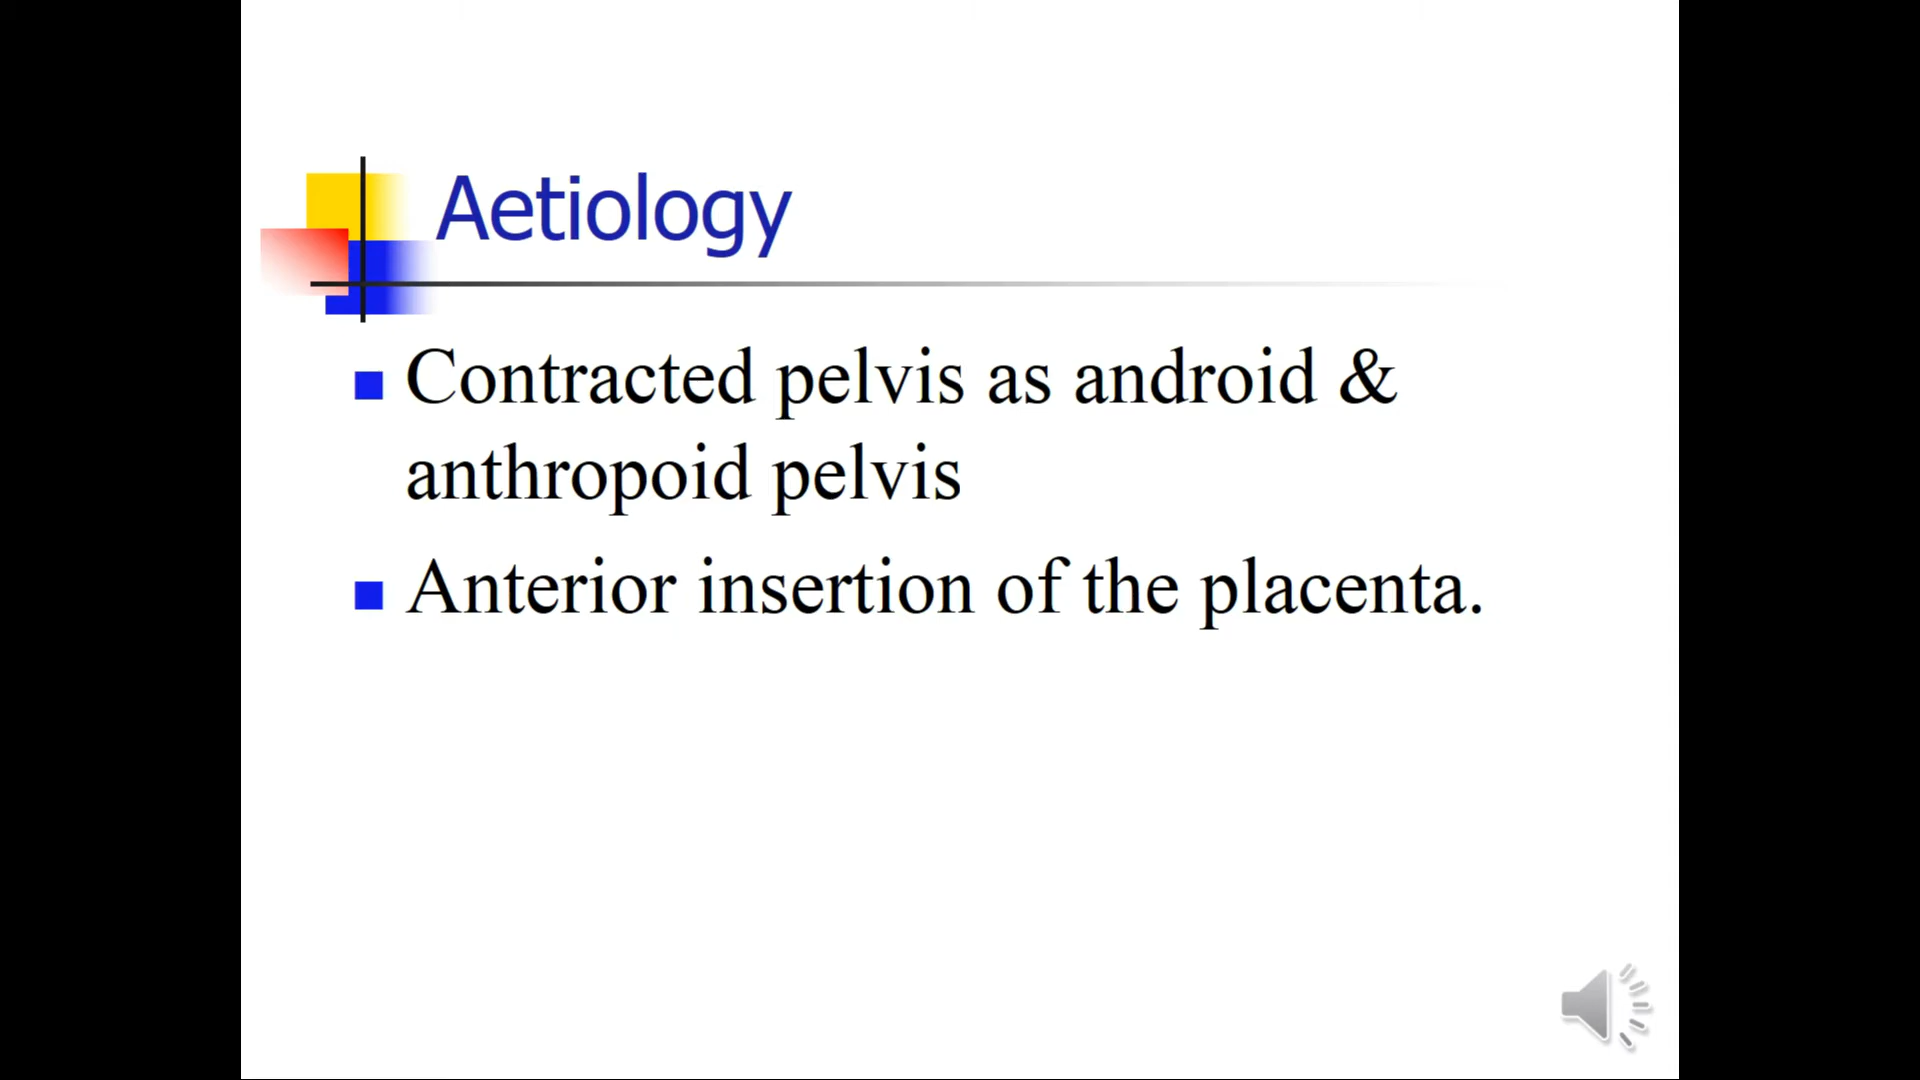 Aetiology
Contracted pelvis as android &
anthropoid pelvis
Anterior insertion of the placenta.